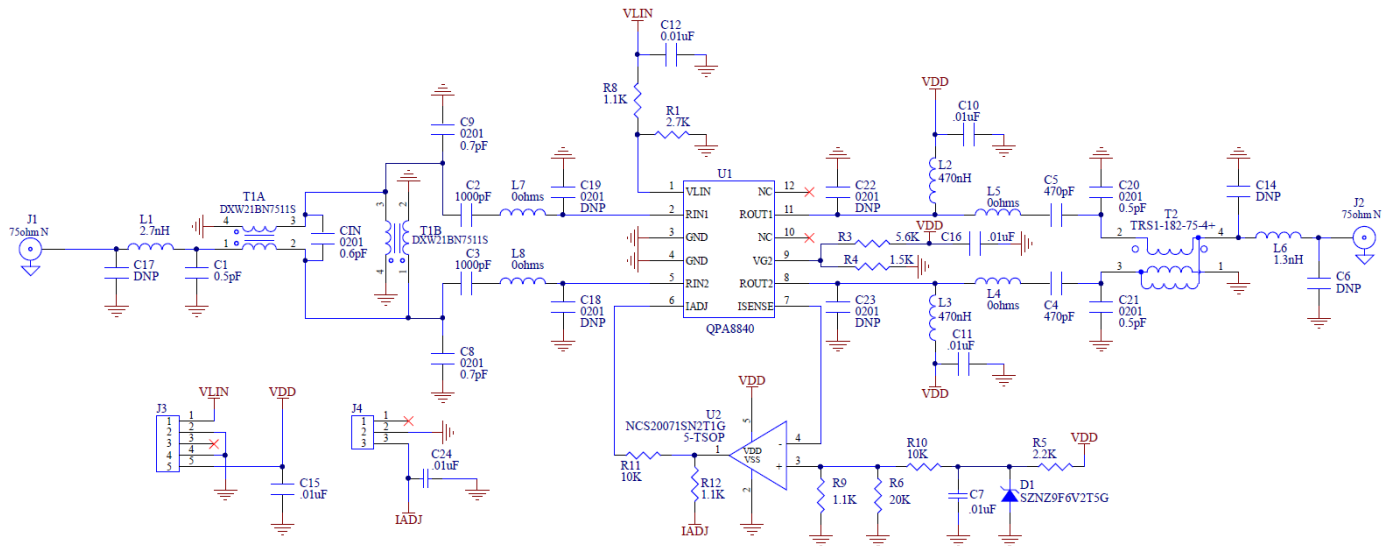 VLIN
C12
0.01uF
R8
1.1K
R1
2.7K
VDD
C10
.01uF
L2
470nH
C9
0201
0.7pF
T1A
DXW21BN7511S
4
3
1
2
J1
75ohm N
L1
2.7nH
C17
DNP
C1
0.5pF
CIN
0201
0.6pF
3
2
T1B
DXW21BN7511S
4
1
C2
1000pF
L7
0ohms
C19
0201
DNP
C3
1000pF
L8
0ohms
C18
0201
DNP
C8
0201
0.7pF
U1
1
VLIN
NC
12
2
RIN1
ROUT1
11
3
GND
NC
10
4
GND
VG2
9
5
RIN2
ROUT2
8
6
IADJ
ISENSE
7
QPA8840
C22
0201
DNP
R3
5.6K
VDD
C16
.01uF
R4
1.5K
C23
0201
DNP
L3
470nH
C11
.01uF
VDD
L5
0ohms
C5
470pF
L4
0ohms
C4
470pF
C20
0201
0.5pF
T2
TRS1-182-75-4+
2
4
3
1
C21
0201
0.5pF
C14
DNP
L6
1.3nH
J2
75ohm N
C6
DNP
VLIN
VDD
J3
1
2
3
4
5
C15
.01uF
J4
1
2
3
C24
.01uF
IADJ
VDD
U2
NCS20071SN2T1G
5-TSOP
5
VDD
VSS
-
+
4
3
1
2
R11
10K
R12
1.1K
IADJ
R9
1.1K
R6
20K
R10
10K
C7
.01uF
R5
2.2K
VDD
D1
SZNZ9F6V2T5G